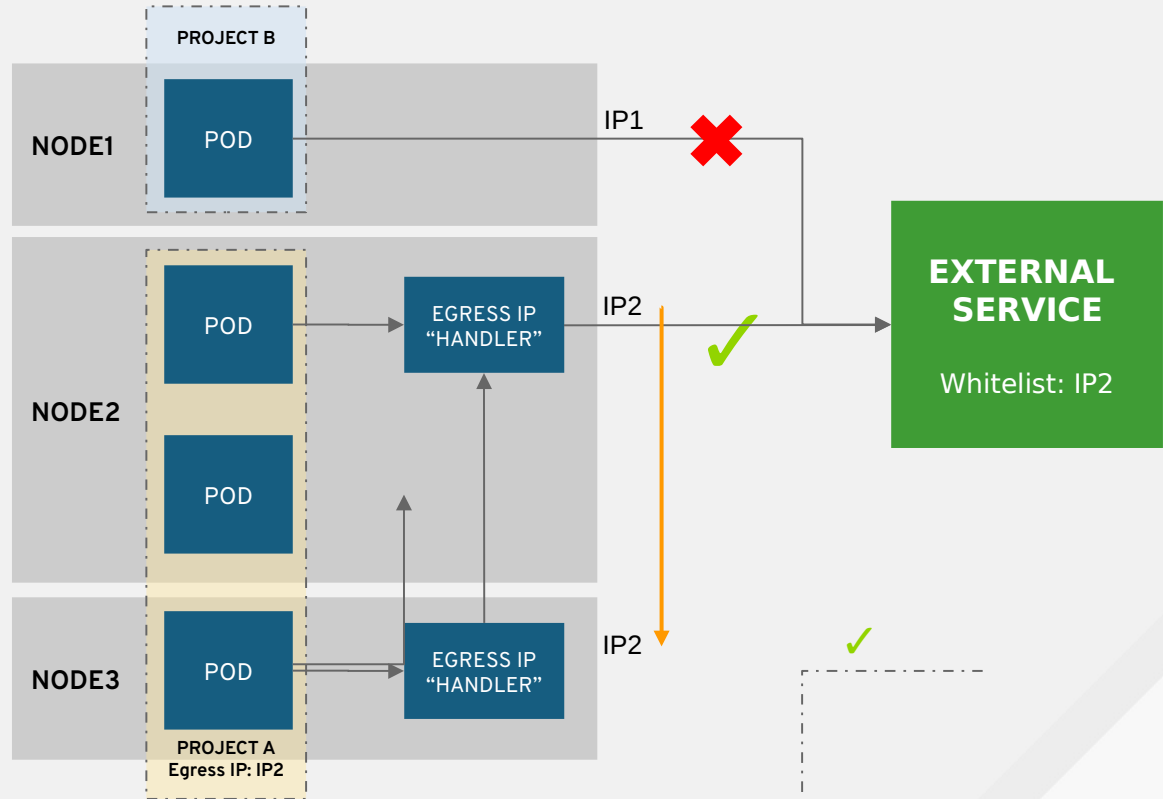 PROJECT B
NODE1
POD
IP1
EXTERNAL
SERVICE
Whitelist: IP2
NODE2
POD
EGRESS IP
“HANDLER”
IP2
POD
NODE3
POD
EGRESS IP
“HANDLER”
IP2
PROJECT A
Egress IP: IP2